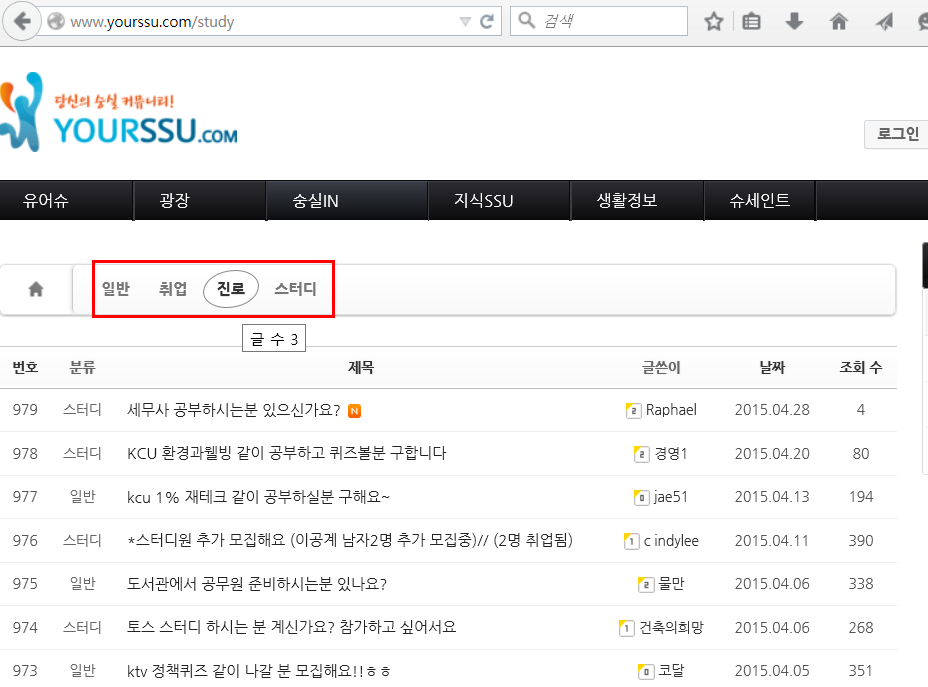 www.yourssu.com/study
검색
당신의 숭실 커뮤니티!
YOURSSU.COM
로그인
유어슈 광장 숭실IN 지식SSU 생활정보 슈세인트
일반 취업 진로 스터디
글 수 3
번호 분류 제목 글쓴이 날짜 조회 수
979 스터디 세무사 공부하시는분 있으신가요? N 2 Raphael 2015.04.28 4
978 스터디 KCU 환경과웰빙 같이 공부하고 퀴즈볼분 구합니다 2 경영1 2015.04.20 80
977 일반 kcu 1% 재테크 같이 공부하실분 구해요~ 0 jae51 2015.04.13 194
976 스터디 *스터디원 추가 모집해요 (이공계 남자2명 추가 모집중)// (2명 취업됨) 1 c indylee 2015.04.11 390
975 일반 도서관에서 공무원 준비하시는분 있나요? 2 물만 2015.04.06 338
974 스터디 토스 스터디 하시는 분 계신가요? 참가하고 싶어서요 1 건축의희망 2015.04.06 268
973 일반 ktv 정책퀴즈 같이 나갈 분 모집해요!!ㅎㅎ 0 코달 2015.04.05 351